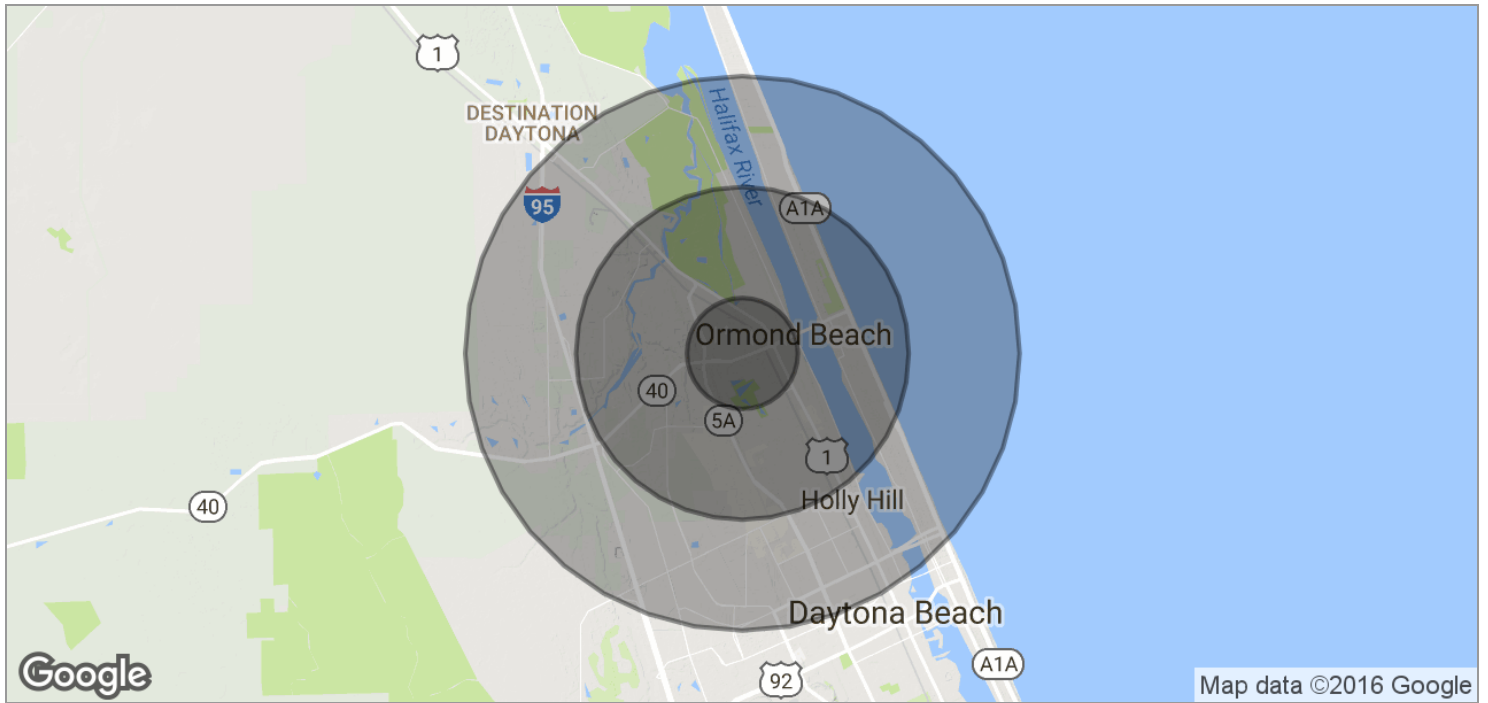 1
DESTINATION
DAYTONA
Halifax River
95
A1A
Ormond Beach
40
5A
1
Holly Hill
40
Daytona Beach
A1A
92
Google
Map data ©2016 Google